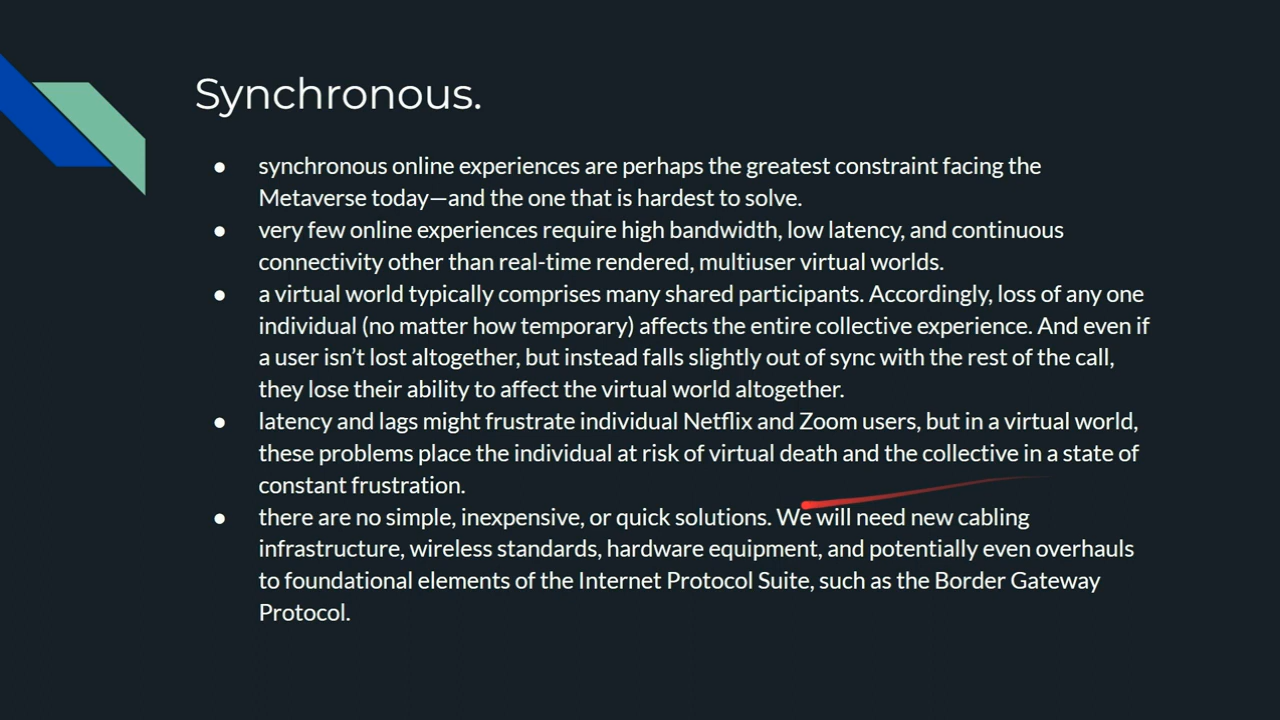 Synchronous.
● synchronous online experiences are perhaps the greatest constraint facing the
Metaverse today—and the one that is hardest to solve.
● very few online experiences require high bandwidth, low latency, and continuous
connectivity other than real-time rendered, multiuser virtual worlds.
● a virtual world typically comprises many shared participants. Accordingly, loss of any one
individual (no matter how temporary) affects the entire collective experience. And even if
a user isn’t lost altogether, but instead falls slightly out of sync with the rest of the call,
they lose their ability to affect the virtual world altogether.
● latency and lags might frustrate individual Netflix and Zoom users, but in a virtual world,
these problems place the individual at risk of virtual death and the collective in a state of
constant frustration.
● there are no simple, inexpensive, or quick solutions. We will need new cabling
infrastructure, wireless standards, hardware equipment, and potentially even overhauls
to foundational elements of the Internet Protocol Suite, such as the Border Gateway
Protocol.